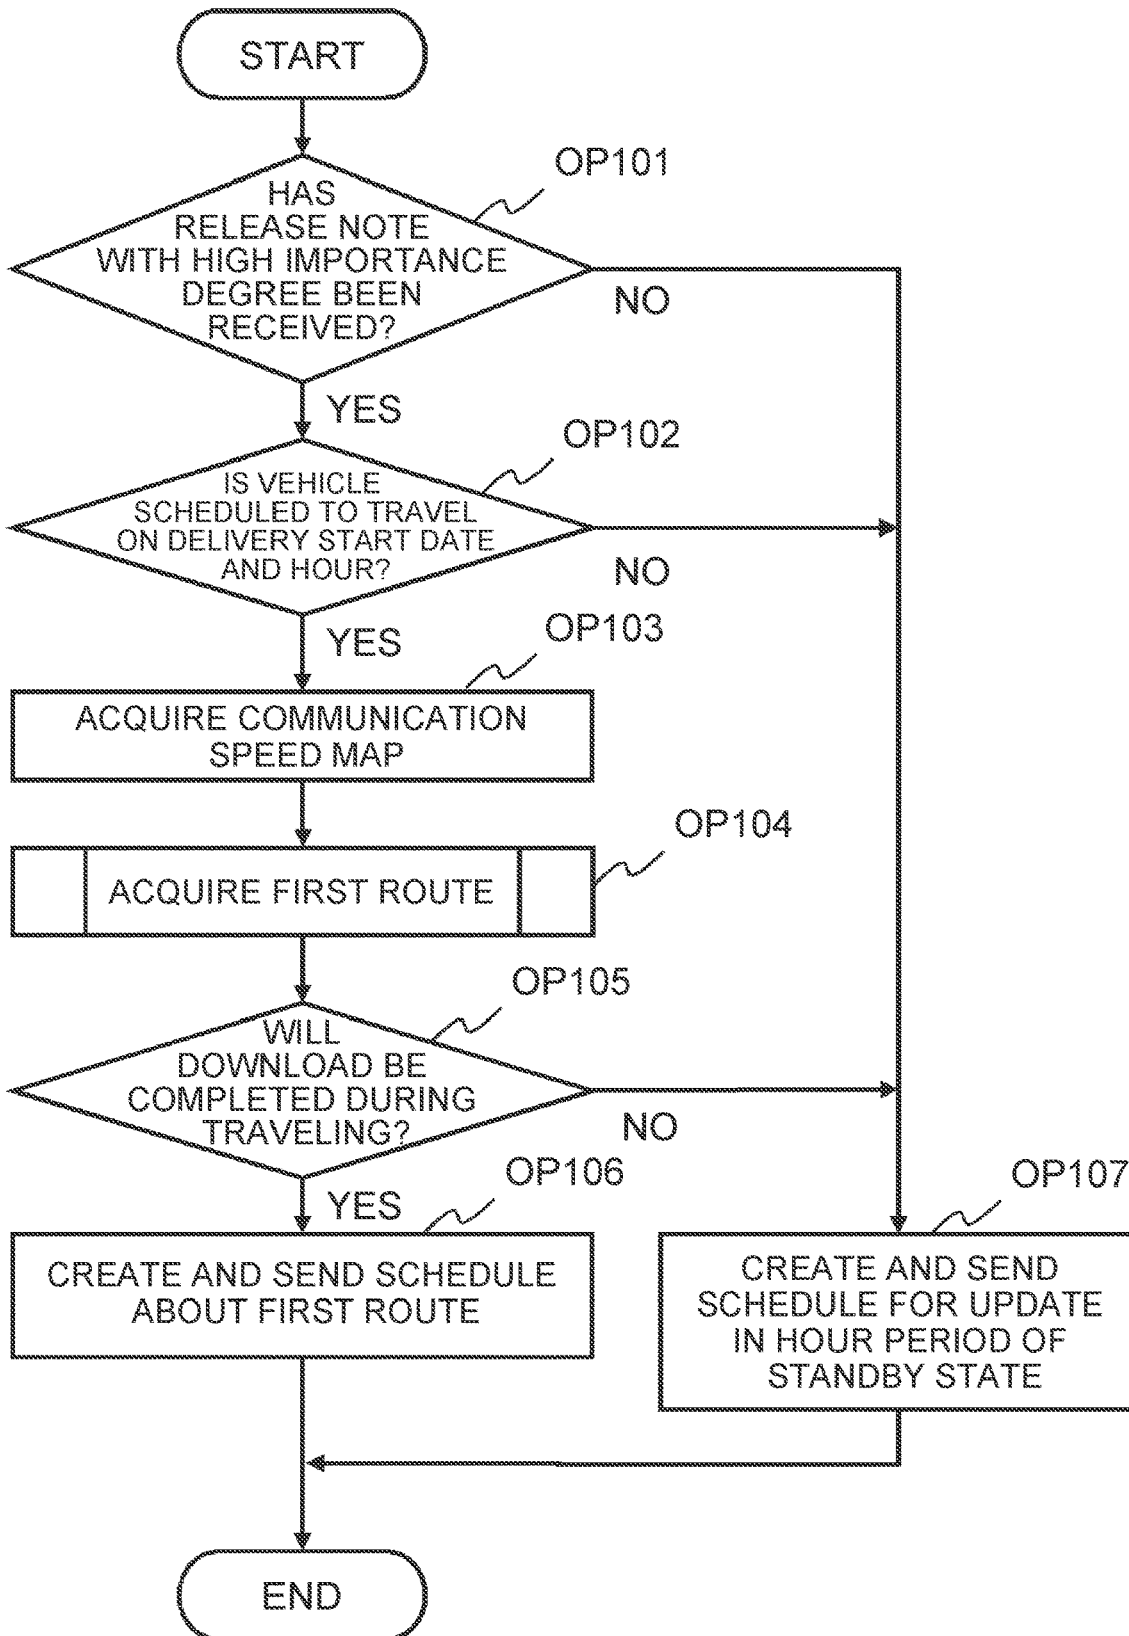 START
OP101
HAS
RELEASE NOTE
WITH HIGH IMPORTANCE
DEGREE BEEN
RECEIVED?
NO
YES
OP102
IS VEHICLE
SCHEDULED TO TRAVEL
ON DELIVERY START DATE
AND HOUR?
NO
YES
OP103
ACQUIRE COMMUNICATION
SPEED MAP
OP104
ACQUIRE FIRST ROUTE
OP105
WILL
DOWNLOAD BE
COMPLETED DURING
TRAVELING?
NO
YES
OP106
CREATE AND SEND SCHEDULE
ABOUT FIRST ROUTE
OP107
CREATE AND SEND
SCHEDULE FOR UPDATE
IN HOUR PERIOD OF
STANDBY STATE
END